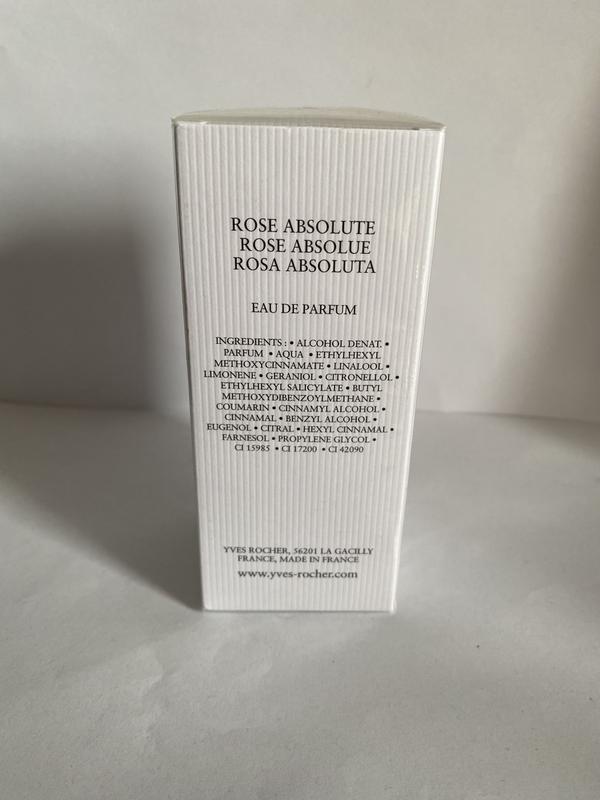 ROSE ABSOLUTE
ROSE ABSOLUE
ROSA ABSOLUTA
EAU DE PARFUM
INGREDIENTS : • ALCOHOL DENAT. •
PARFUM • AQUA • ETHYLHEXYL
METHOXYCINNAMATE • LINALOOL •
LIMONENE • GERANIOL • CITRONELLOL •
ETHYLHEXYL SALICYLATE • BUTYL
METHOXYDIBENZOYLMETHANE •
COUMARIN • CINNAMYL ALCOHOL •
CINNAMAL • BENZYL ALCOHOL •
EUGENOL • CITRAL • HEXYL CINNAMAL •
FARNESOL • PROPYLENE GLYCOL •
CI 15985 • CI 17200 • CI 42090
YVES ROCHER, 56201 LA GACILLY
FRANCE, MADE IN FRANCE
www.yves-rocher.com